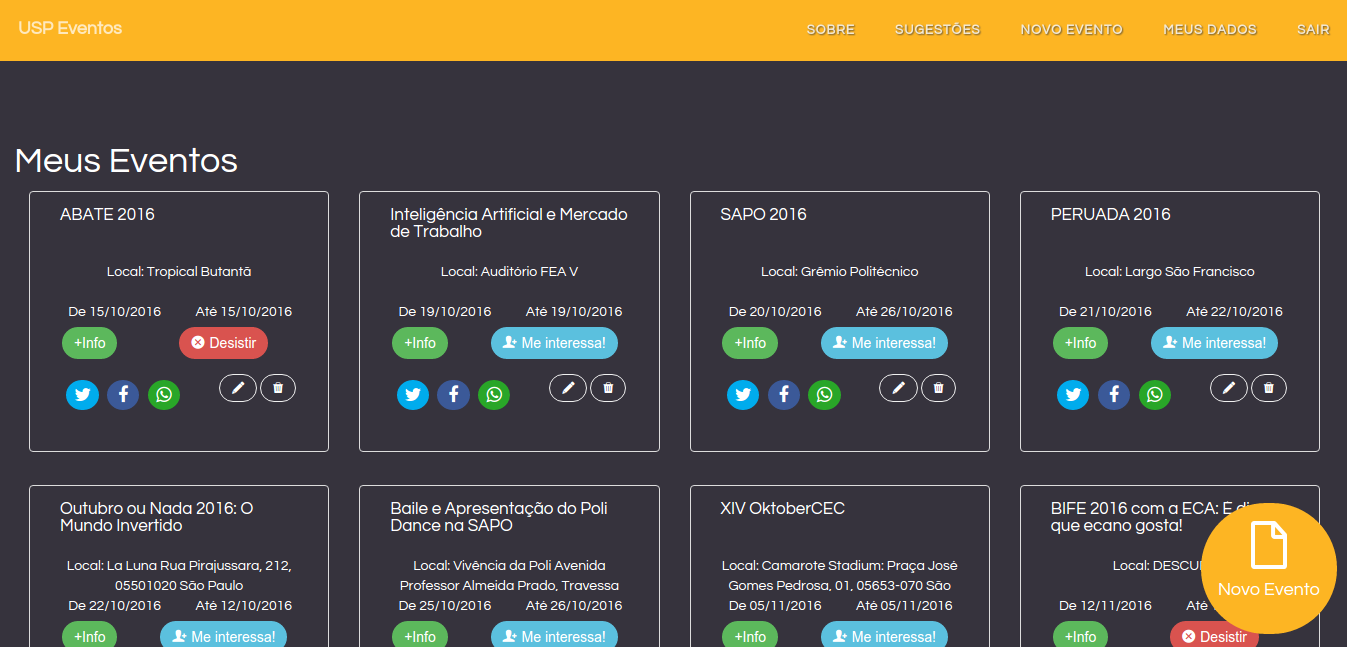 USP Eventos
SOBRE SUGESTÕES NOVO EVENTO MEUS DADOS SAIR
Meus Eventos
ABATE 2016
Local: Tropical Butantã
De 15/10/2016 Até 15/10/2016
+Info Desistir
Inteligência Artificial e Mercado
de Trabalho
Local: Auditório FEA V
De 19/10/2016 Até 19/10/2016
+Info Me interessa!
SAPO 2016
Local: Grêmio Politécnico
De 20/10/2016 Até 26/10/2016
+Info Me interessa!
PERUADA 2016
Local: Largo São Francisco
De 21/10/2016 Até 22/10/2016
+Info Me interessa!
Outubro ou Nada 2016: O
Mundo Invertido
Local: La Luna Rua Pirajussara, 212,
05501020 São Paulo
De 22/10/2016 Até 12/10/2016
+Info Me interessa!
Baile e Apresentação do Poli
Dance na SAPO
Local: Vivência da Poli Avenida
Professor Almeida Prado, Travessa
De 25/10/2016 Até 26/10/2016
+Info Me interessa!
XIV OktoberCEC
Local: Camarote Stadium: Praça José
Gomes Pedrosa, 01, 05653-070 São
De 05/11/2016 Até 05/11/2016
+Info Me interessa!
BIFE 2016 com a ECA: É
que ecano gosta!
Local:
De 12/11/2016 Até
+Info Desistir
Novo Evento